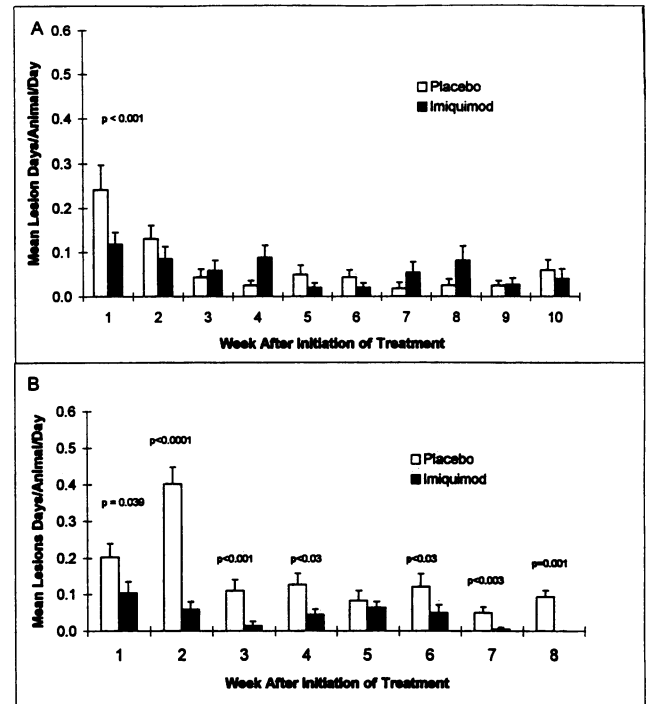 A
Mean Lesion Days/Animal/Day
0.6
0.5
0.4
0.3
0.2
0.1
0.0
Placebo
Imiquimod
p < 0.001
1 2 3 4 5 6 7 8 9 10
Week After Initiation of Treatment
B
Mean Lesions Days/Animal/Day
0.6
0.5
0.4
0.3
0.2
0.1
0.0
p<0.0001
Placebo
Imiquimod
p = 0.039
p<0.001
p<0.03
p<0.03
p<0.003
p=0.001
1 2 3 4 5 6 7 8
Week After Initiation of Treatment